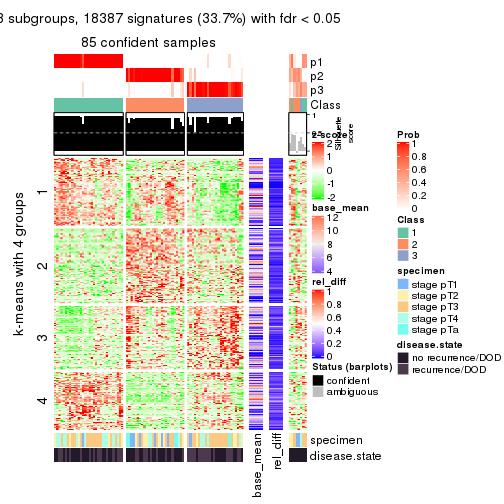 3 subgroups, 18387 signatures (33.7%) with fdr < 0.05
85 confident samples
p1
p2
p3
Class
1
0.5
0
Silhouette
score
k-means with 4 groups
1
2
3
4
base_mean
rel_diff
specimen
disease.state
z-score
2
1
0
-1
-2
base_mean
12
10
8
6
4
rel_diff
1
0.8
0.6
0.4
0.2
0
Status (barplots)
confident
ambiguous
Prob
1
0.8
0.6
0.4
0.2
0
Class
1
2
3
specimen
stage pT1
stage pT2
stage pT3
stage pT4
stage pTa
disease.state
no recurrence/DOD
recurrence/DOD